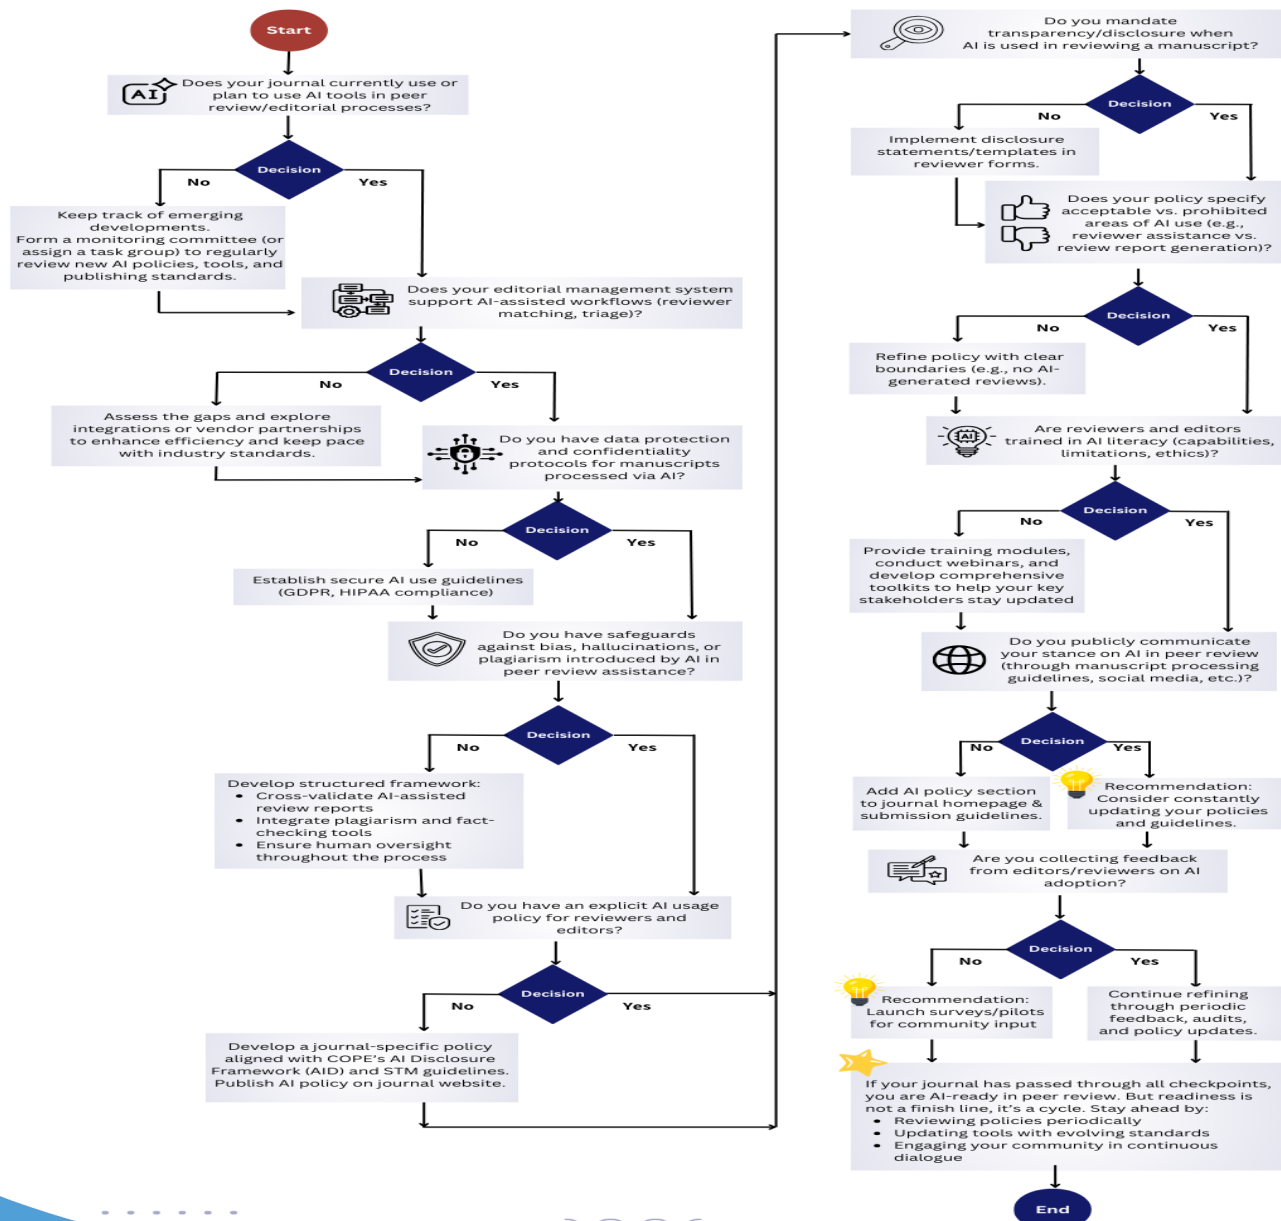 Start
AI
Does your journal currently use or
plan to use AI tools in peer
review/editorial processes?
Decision
No
Yes
Keep track of emerging
developments.
Form a monitoring committee (or
assign a task group) to regularly
review new AI policies, tools, and
publishing standards.
Does your editorial management system
support AI-assisted workflows (reviewer
matching, triage)?
Decision
No
Yes
Assess the gaps and explore
integrations or vendor partnerships
to enhance efficiency and keep pace
with industry standards.
Do you have data protection
and confidentiality
protocols for manuscripts
processed via AI?
Decision
No
Yes
Establish secure AI use guidelines
(GDPR, HIPAA compliance)
Do you have safeguards
against bias, hallucinations, or
plagiarism introduced by AI in
peer review assistance?
Decision
No
Yes
Develop structured framework:
• Cross-validate AI-assisted
review reports
• Integrate plagiarism and fact-
checking tools
• Ensure human oversight
throughout the process
Do you have an explicit AI usage
policy for reviewers and
editors?
Decision
No
Yes
Develop a journal-specific policy
aligned with COPE’s AI Disclosure
Framework (AID) and STM guidelines.
Publish AI policy on journal website.
Do you mandate
transparency/disclosure when
AI is used in reviewing a manuscript?
Decision
No
Yes
Implement disclosure
statements/templates in
reviewer forms.
Does your policy specify
acceptable vs. prohibited
areas of AI use (e.g.,
reviewer assistance vs.
review report generation)?
Decision
No
Yes
Refine policy with clear
boundaries (e.g., no AI-
generated reviews).
AI
Are reviewers and editors
trained in AI literacy (capabilities,
limitations, ethics)?
Decision
No
Yes
Provide training modules,
conduct webinars, and
develop comprehensive
toolkits to help your key
stakeholders stay updated
Do you publicly communicate
your stance on AI in peer review
(through manuscript processing
guidelines, social media, etc.)?
Decision
No
Yes
Add AI policy section
to journal homepage &
submission guidelines.
Recommendation:
Consider constantly
updating your policies
and guidelines.
Are you collecting feedback
from editors/reviewers on AI
adoption?
Decision
No
Yes
Recommendation:
Launch surveys/pilots
for community input
Continue refining
through periodic
feedback, audits,
and policy updates.
If your journal has passed through all checkpoints,
you are AI-ready in peer review. But readiness is
not a finish line, it’s a cycle. Stay ahead by:
• Reviewing policies periodically
• Updating tools with evolving standards
• Engaging your community in continuous
dialogue
End